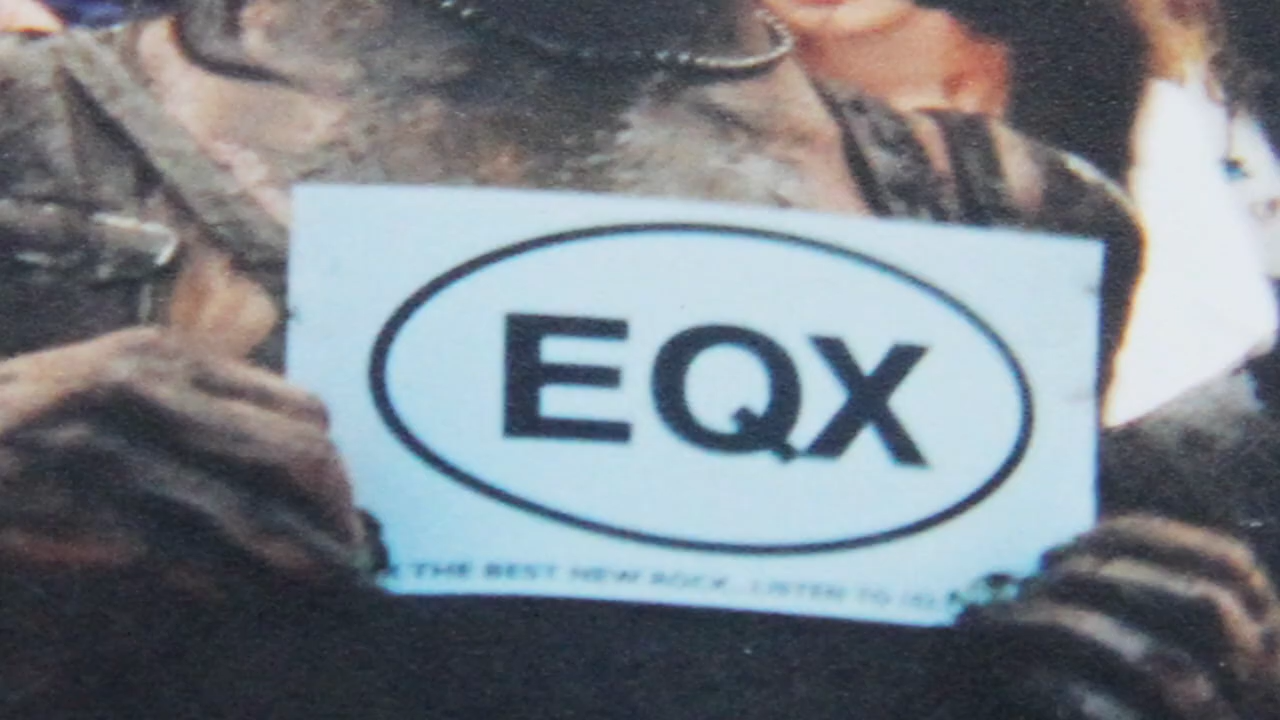 EQX
THE BEST NEW ROCK. LISTEN TO